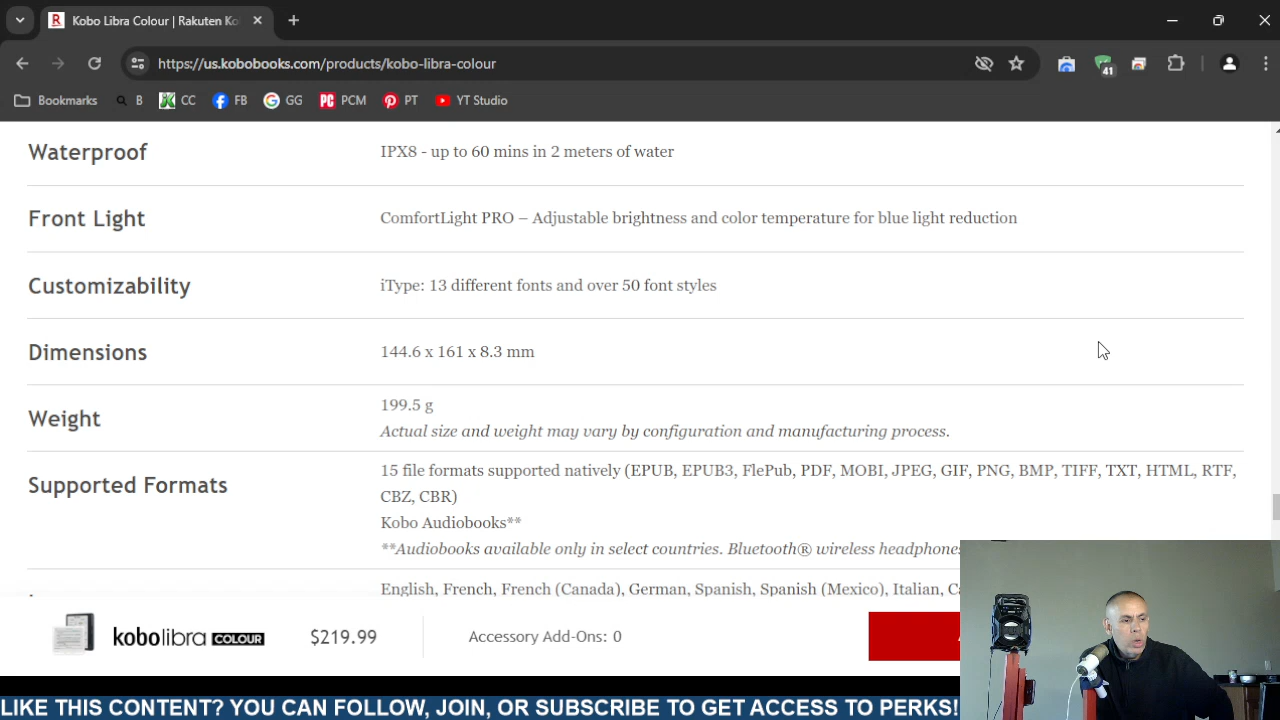 Kobo Libra Colour | Rakuten Ko
https://us.kobobooks.com/products/kobo-libra-colour
41
Bookmarks B CC FB GG PCM PT YT Studio
Waterproof IPX8 - up to 60 mins in 2 meters of water
Front Light ComfortLight PRO – Adjustable brightness and color temperature for blue light reduction
Customizability iType: 13 different fonts and over 50 font styles
Dimensions 144.6 x 161 x 8.3 mm
Weight 199.5 g
Actual size and weight may vary by configuration and manufacturing process.
Supported Formats 15 file formats supported natively (EPUB, EPUB3, FlePub, PDF, MOBI, JPEG, GIF, PNG, BMP, TIFF, TXT, HTML, RTF,
CBZ, CBR)
Kobo Audiobooks**
**Audiobooks available only in select countries. Bluetooth® wireless headphones
English, French, French (Canada), German, Spanish, Spanish (Mexico), Italian,
kobo libra COLOUR $219.99 Accessory Add-Ons: 0
LIKE THIS CONTENT? YOU CAN FOLLOW, JOIN, OR SUBSCRIBE TO GET ACCESS TO PERKS!